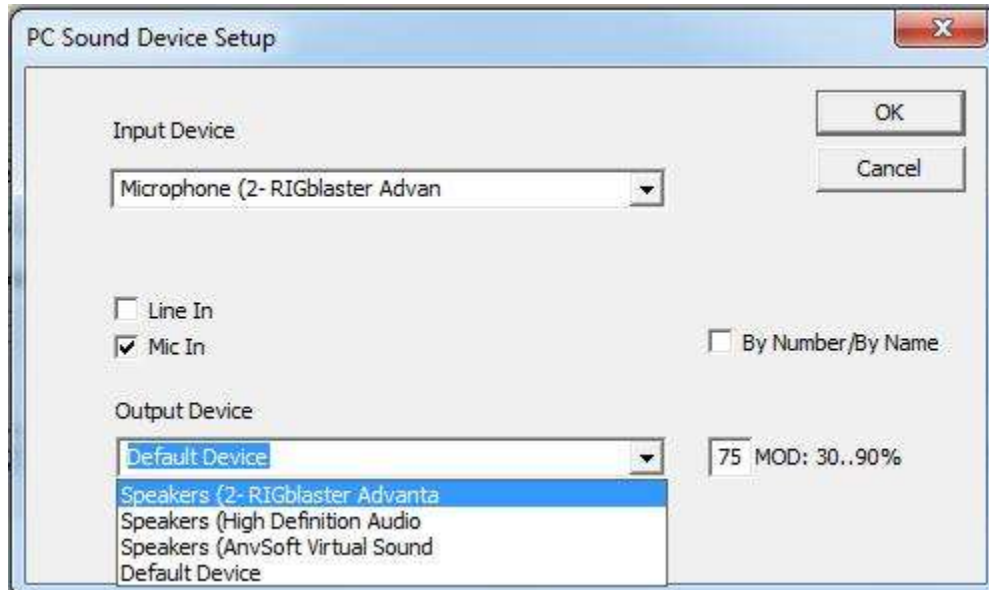 PC Sound Device Setup
Input Device
OK
Microphone (2- RIGblaster Advan
Cancel
Line In
Mic In
By Number/By Name
Output Device
Default Device
75 MOD: 30..90%
Speakers (2- RIGblaster Advanta
Speakers (High Definition Audio
Speakers (AnvSoft Virtual Sound
Default Device